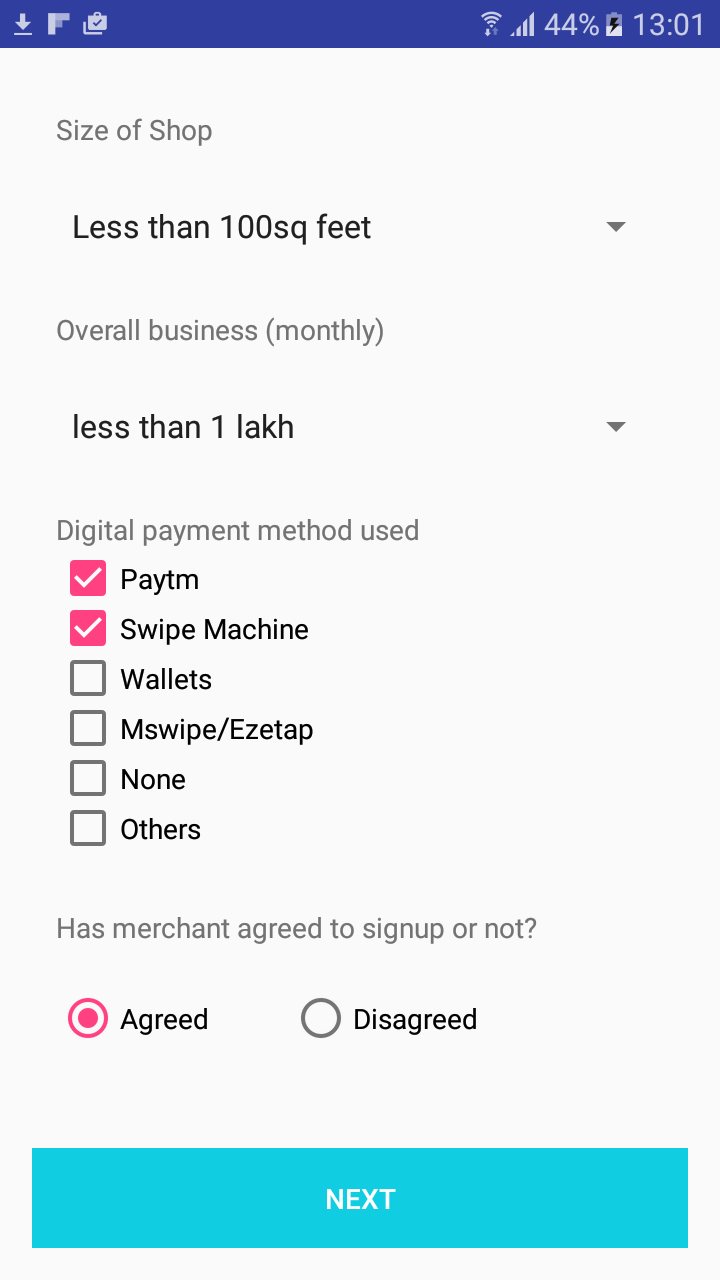 44% 13:01
Size of Shop
Less than 100sq feet
Overall business (monthly)
less than 1 lakh
Digital payment method used
Paytm
Swipe Machine
Wallets
Mswipe/Ezetap
None
Others
Has merchant agreed to signup or not?
Agreed Disagreed
NEXT